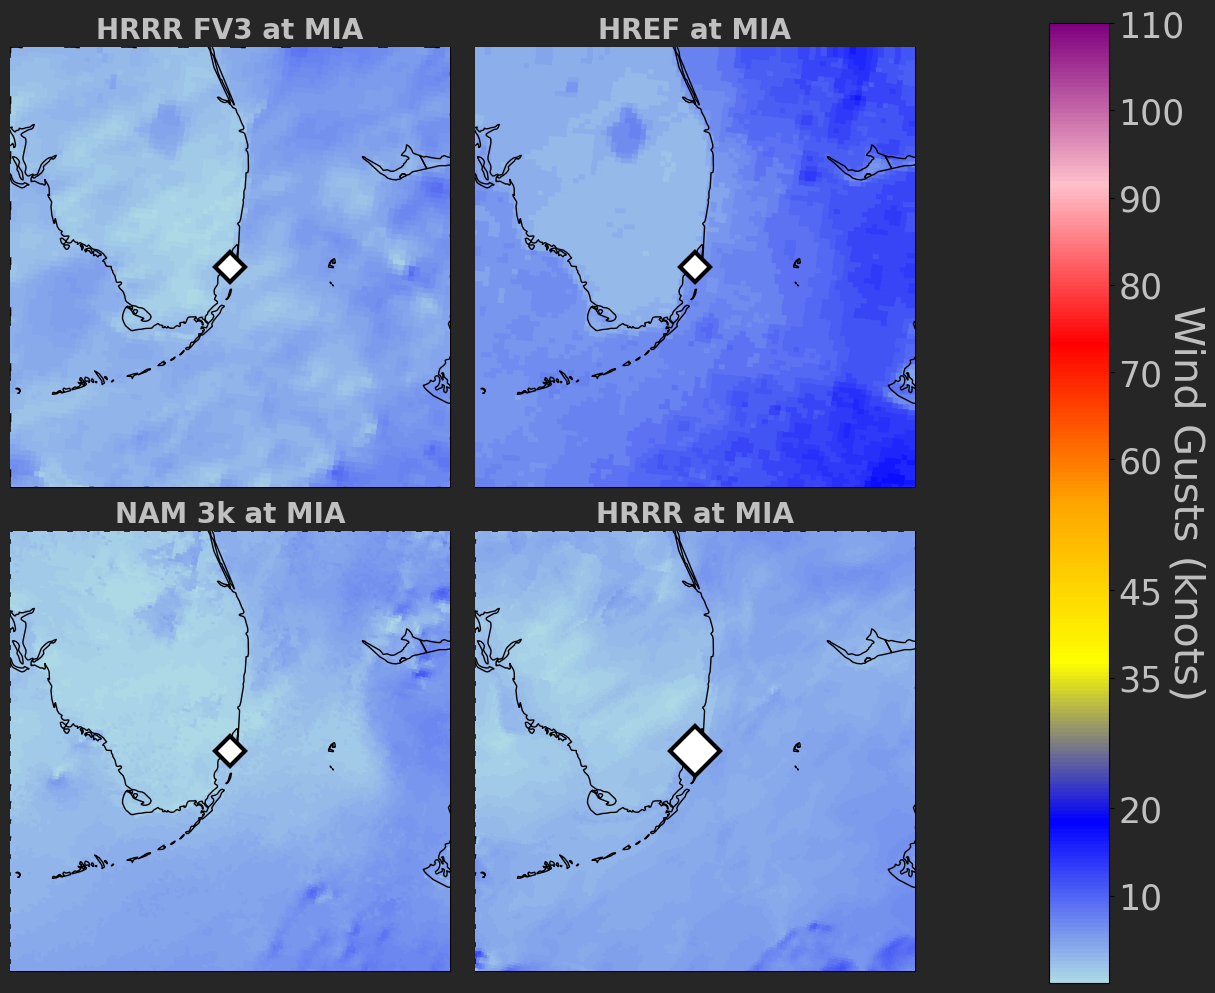 HRRR FV3 at MIA
HREF at MIA
NAM 3k at MIA
HRRR at MIA
110
100
90
80
70
60
45
35
20
10
Wind Gusts (knots)